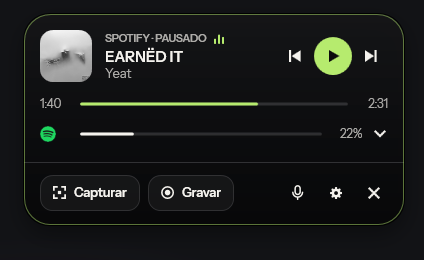 SPOTIFY · PAUSADO
EARNËD IT
Yeat
1:40
2:31
22%
Capturar
Gravar